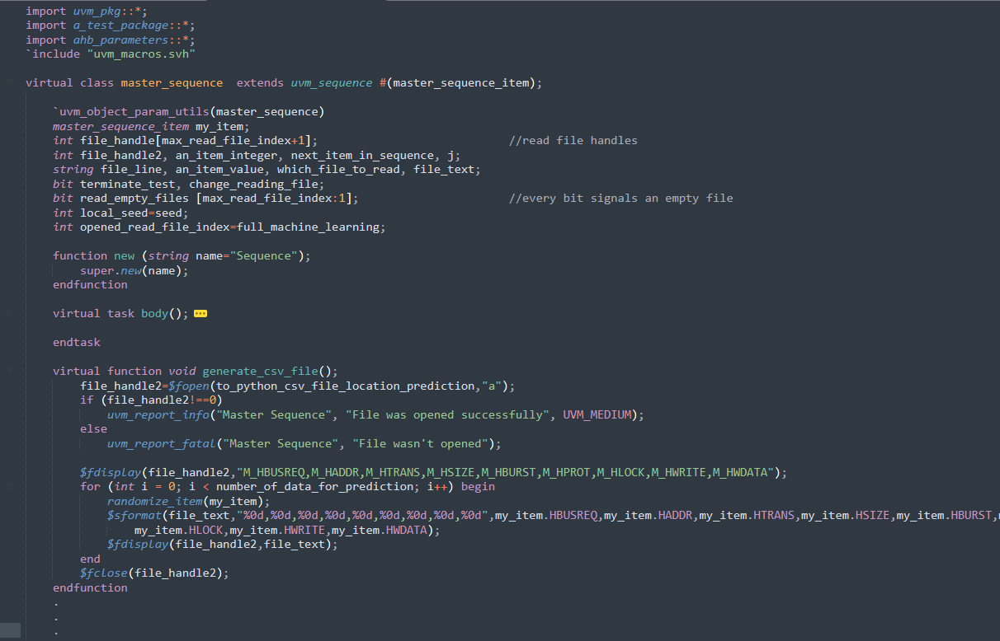 import uvm_pkg::*;
import a_test_package::*;
import ahb_parameters::*;
`include "uvm_macros.svh"
virtual class master_sequence  extends uvm_sequence #(master_sequence_item);
`uvm_object_param_utils(master_sequence)
master_sequence_item my_item;
int file_handle[max_read_file_index+1]; //read file handles
int file_handle2, an_item_integer, next_item_in_sequence, j;
string file_line, an_item_value, which_file_to_read, file_text;
bit terminate_test, change_reading_file;
bit read_empty_files [max_read_file_index:1]; //every bit signals an empty file
int local_seed=seed;
int opened_read_file_index=full_machine_learning;
function new (string name="Sequence");
super.new(name);
endfunction
virtual task body();
endtask
virtual function void generate_csv_file();
file_handle2=$fopen(to_python_csv_file_location_prediction,"a");
if (file_handle2!==0)
uvm_report_info("Master Sequence", "File was opened successfully", UVM_MEDIUM);
else
uvm_report_fatal("Master Sequence", "File wasn't opened");
$fdisplay(file_handle2,"M_HBUSREQ,M_HADDR,M_HTRANS,M_HSIZE,M_HBURST,M_HPROT,M_HLOCK,M_HWRITE,M_HWDATA");
for (int i = 0; i < number_of_data_for_prediction; i++) begin
randomize_item(my_item);
$sformat(file_text,"%0d,%0d,%0d,%0d,%0d,%0d,%0d,%0d,%0d",my_item.HBUSREQ,my_item.HADDR,my_item.HTRANS,my_item.HSIZE,my_item.HBURST,
my_item.HLOCK,my_item.HWRITE,my_item.HWDATA);
$fdisplay(file_handle2,file_text);
end
$fclose(file_handle2);
endfunction
.
.
.